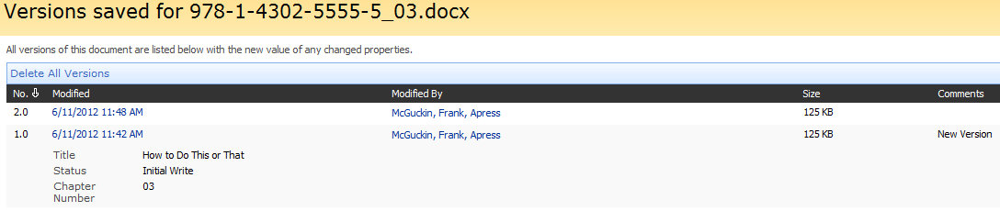 Versions saved for 978-1-4302-5555-5_03.docx
All versions of this document are listed below with the new value of any changed properties.
Delete All Versions
No. Modified Modified By Size Comments
2.0 6/11/2012 11:48 AM McGuckin, Frank, Apress 125 KB
1.0 6/11/2012 11:42 AM McGuckin, Frank, Apress 125 KB New Version
Title How to Do This or That
Status Initial Write
Chapter 03
Number